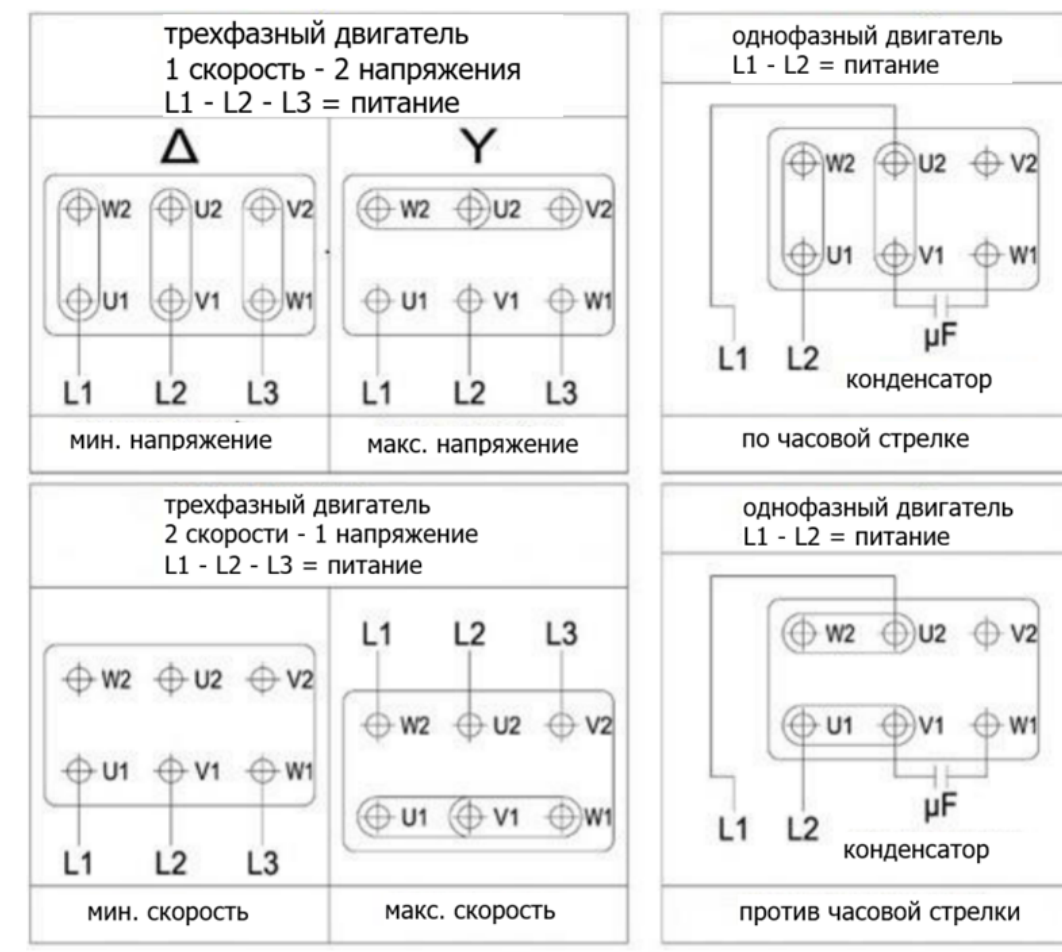 трехфазный двигатель
1 скорость - 2 напряжения
L1 - L2 - L3 = питание
Δ
Y
W2 U2 V2
U1 V1 W1
L1 L2 L3
W2 U2 V2
U1 V1 W1
L1 L2 L3
мин. напряжение
макс. напряжение
однофазный двигатель
L1 - L2 = питание
W2 U2 V2
U1 V1 W1
µF
L1 L2
конденсатор
по часовой стрелке
трехфазный двигатель
2 скорости - 1 напряжение
L1 - L2 - L3 = питание
W2 U2 V2
U1 V1 W1
L1 L2 L3
L1 L2 L3
W2 U2 V2
U1 V1 W1
мин. скорость
макс. скорость
однофазный двигатель
L1 - L2 = питание
W2 U2 V2
U1 V1 W1
µF
L1 L2
конденсатор
против часовой стрелки